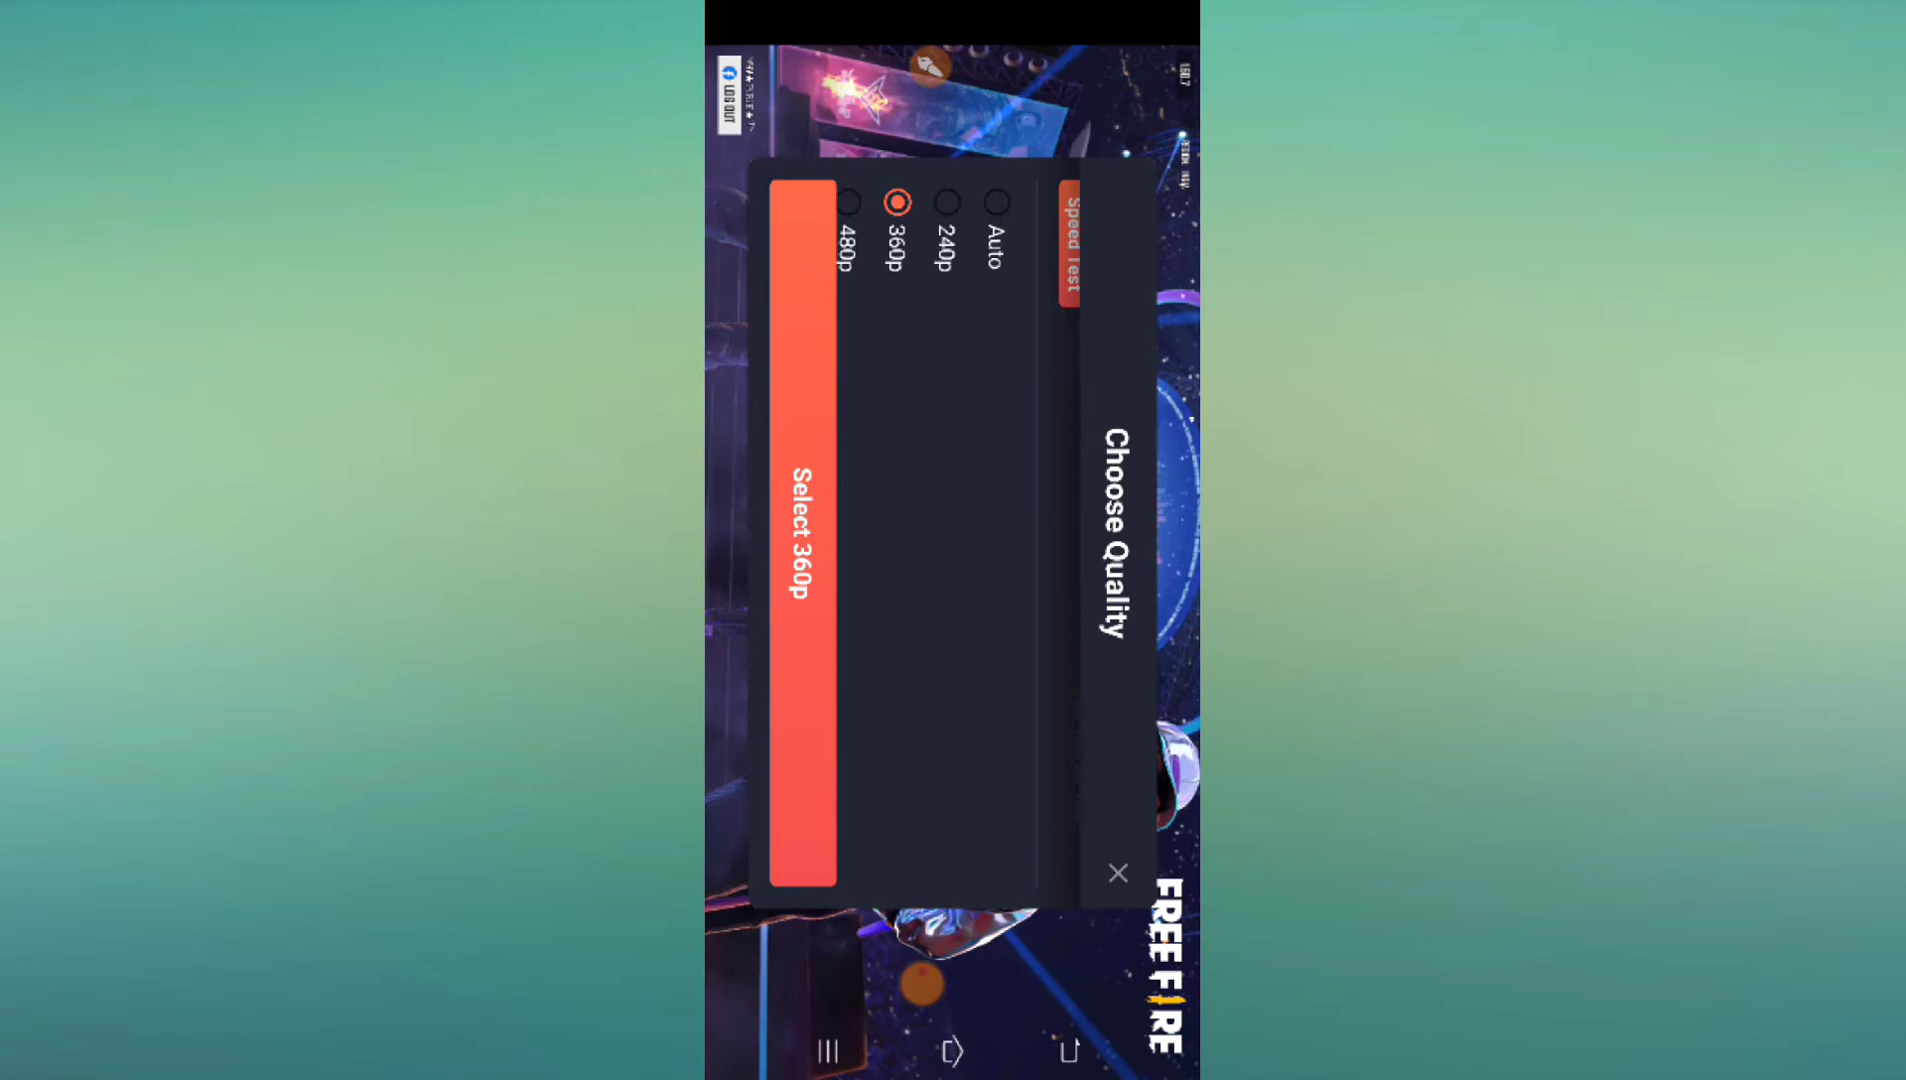 Choose Quality
Speed Test
Auto
240p
360p
480p
Select 360p
LOG OUT
FREE FIRE